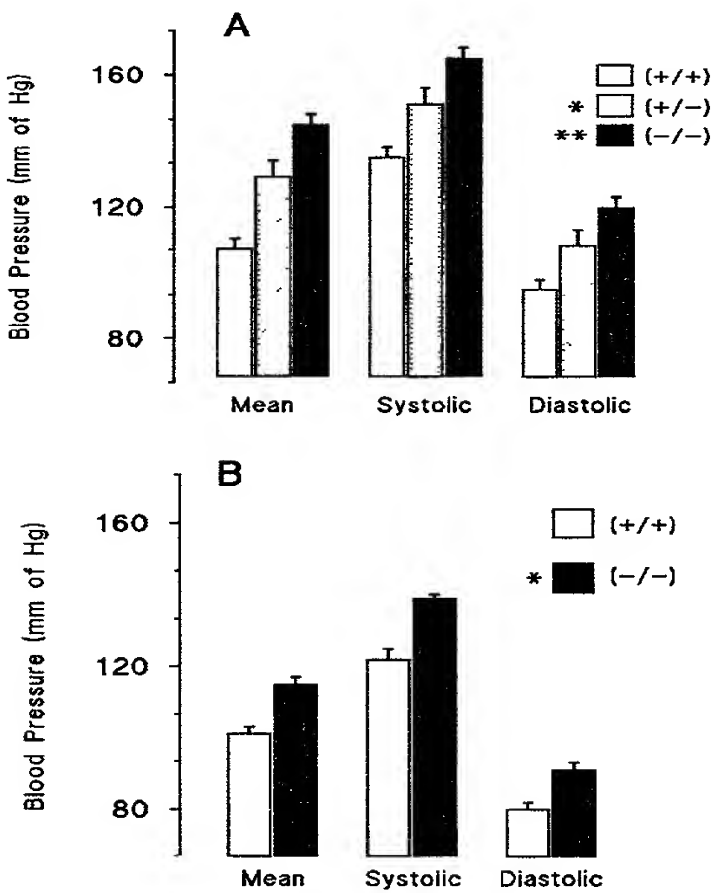 A
Blood Pressure (mm of Hg)
160
120
80
(+/+)
* (+/−)
** (−/−)
Mean Systolic Diastolic
B
Blood Pressure (mm of Hg)
160
120
80
(+/+)
* (−/−)
Mean Systolic Diastolic